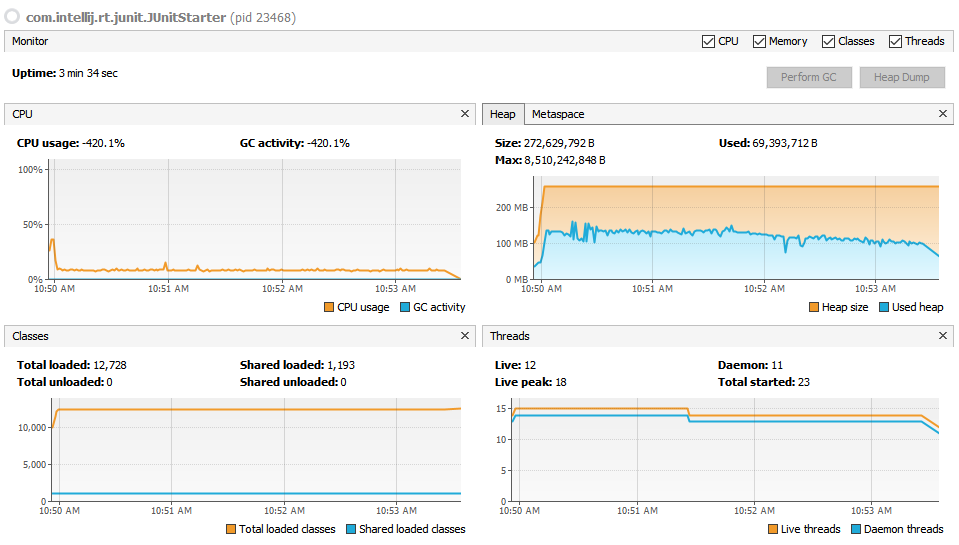 com.intellij.rt.junit.JUnitStarter (pid 23468)
Monitor
CPU Memory Classes Threads
Uptime: 3 min 34 sec
Perform GC Heap Dump
CPU
CPU usage: -420.1% GC activity: -420.1%
100%
50%
0%
10:50 AM 10:51 AM 10:52 AM 10:53 AM
CPU usage GC activity
Heap Metaspace
Size: 272,629,792 B Used: 69,393,712 B
Max: 8,510,242,848 B
200 MB
100 MB
0 MB
10:50 AM 10:51 AM 10:52 AM 10:53 AM
Heap size Used heap
Classes
Total loaded: 12,728 Shared loaded: 1,193
Total unloaded: 0 Shared unloaded: 0
10,000
5,000
0
10:50 AM 10:51 AM 10:52 AM 10:53 AM
Total loaded classes Shared loaded classes
Threads
Live: 12 Daemon: 11
Live peak: 18 Total started: 23
15
10
5
0
10:50 AM 10:51 AM 10:52 AM 10:53 AM
Live threads Daemon threads